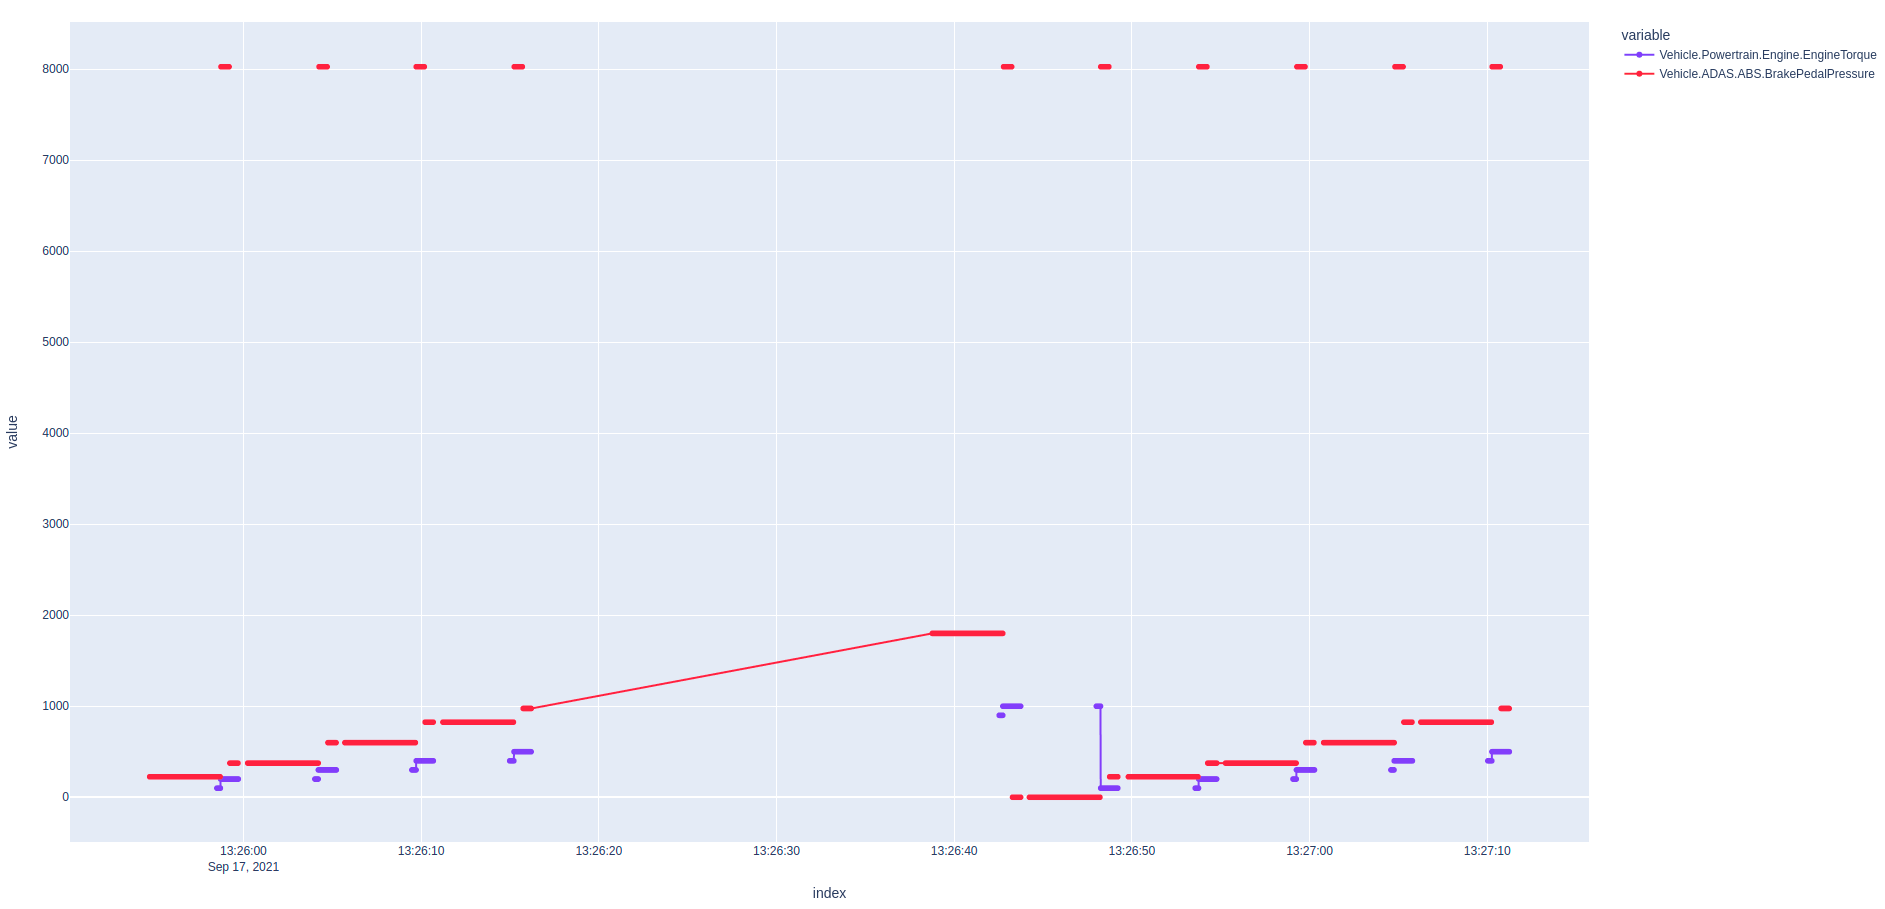 variable
Vehicle.Powertrain.Engine.EngineTorque
Vehicle.ADAS.ABS.BrakePedalPressure
value
8000
7000
6000
5000
4000
3000
2000
1000
0
13:26:00 13:26:10 13:26:20 13:26:30 13:26:40 13:26:50 13:27:00 13:27:10
Sep 17, 2021
index